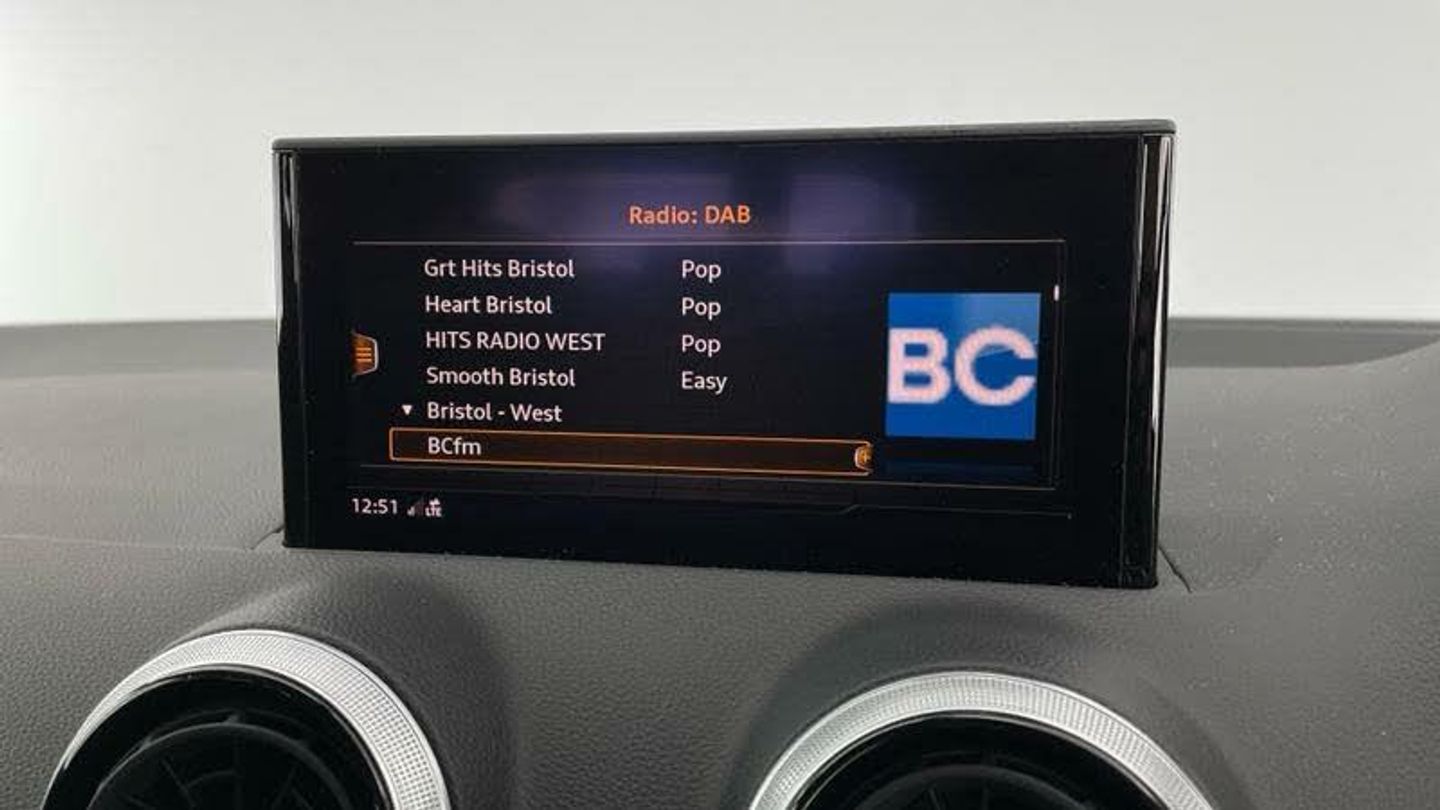 Radio: DAB
Grt Hits Bristol Pop
Heart Bristol Pop
HITS RADIO WEST Pop
Smooth Bristol Easy
▼ Bristol - West
BCfm
BC
12:51 LTE